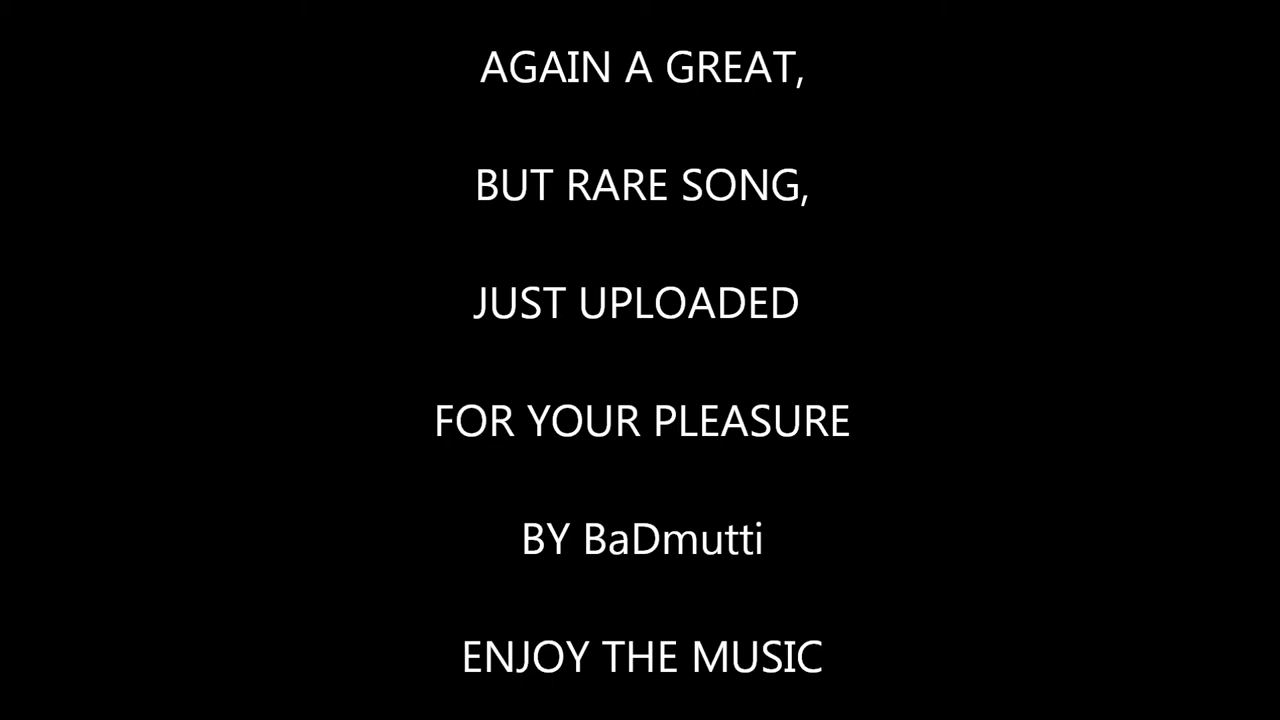 AGAIN A GREAT,
BUT RARE SONG,
JUST UPLOADED
FOR YOUR PLEASURE
BY BaDmutti
ENJOY THE MUSIC